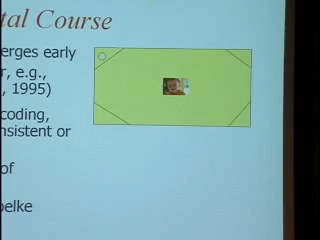 tal Course
erges early
r, e.g.,
, 1995)
coding,
nsistent or
of
elke